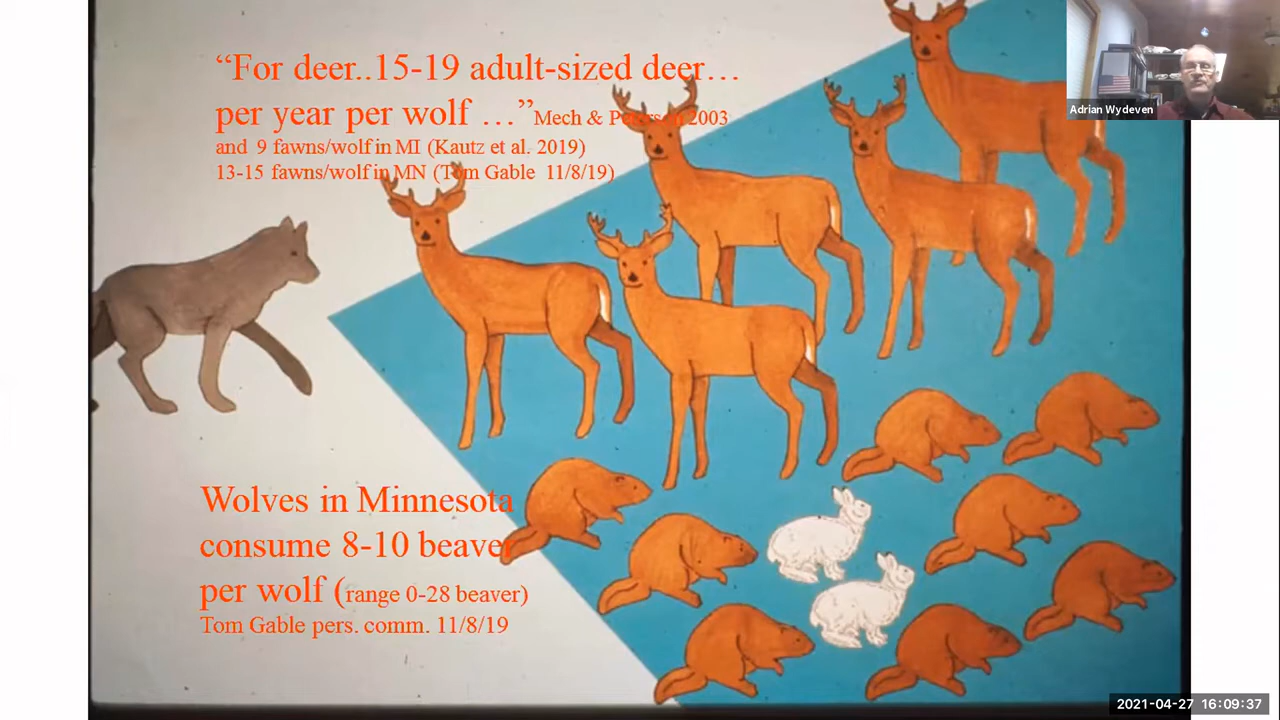 “For deer..15-19 adult-sized deer…
per year per wolf …” Mech & Peterson 2003
and 9 fawns/wolf in MI (Kautz et al. 2019)
13-15 fawns/wolf in MN (Tom Gable 11/8/19)
Wolves in Minnesota
consume 8-10 beaver
per wolf (range 0-28 beaver)
Tom Gable pers. comm. 11/8/19
Adrian Wydeven
2021-04-27 16:09:37